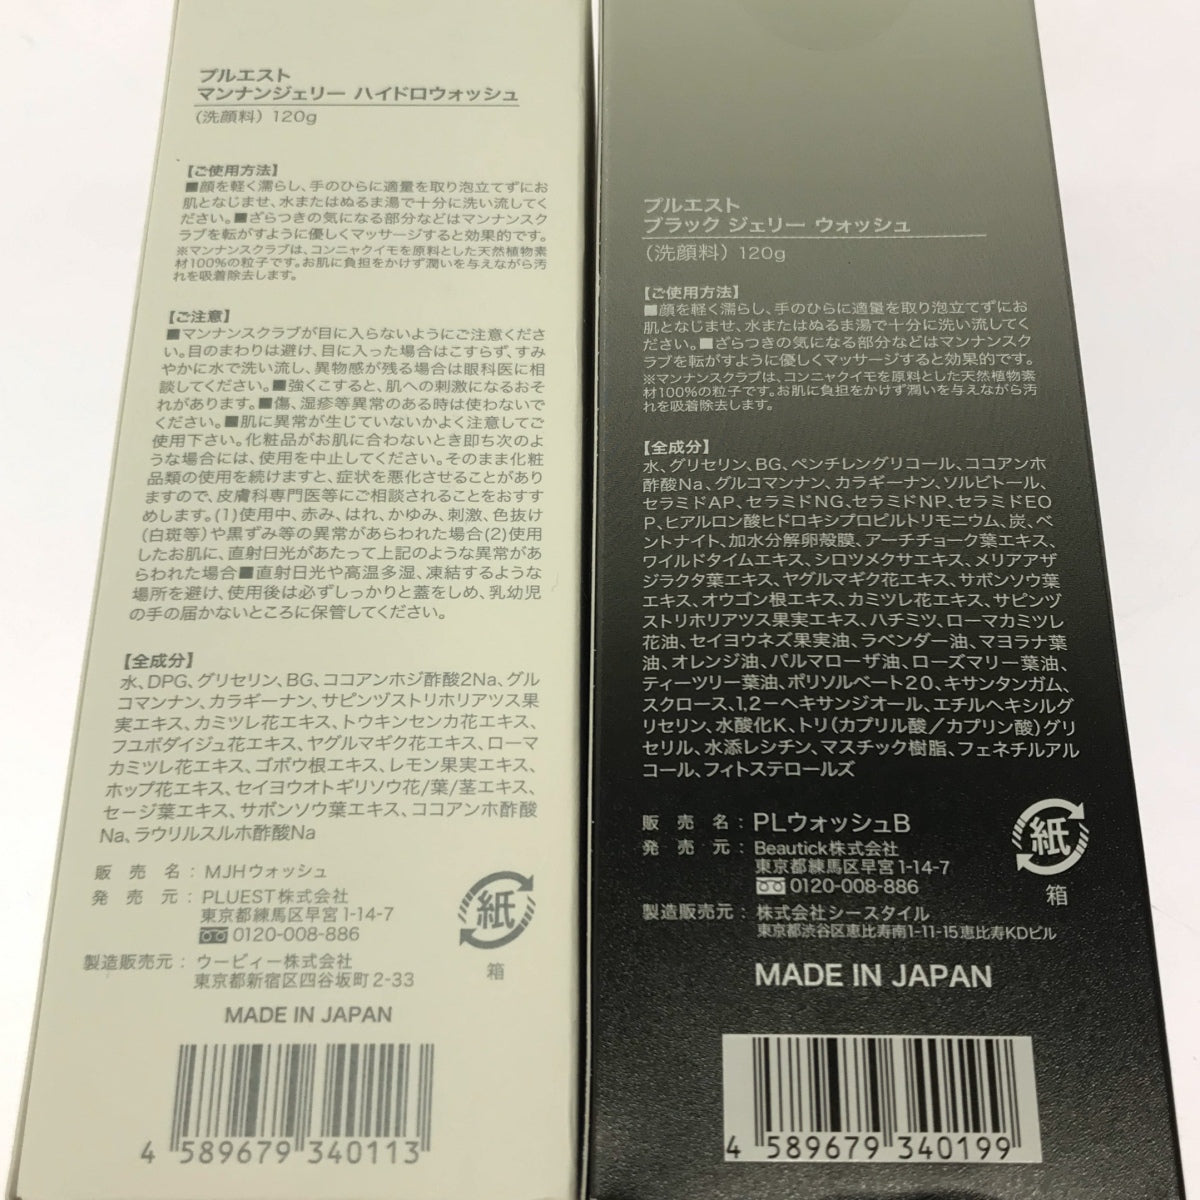 プルエスト
マンナンジェリー ハイドロウォッシュ
(洗顔料) 120g
【ご使用方法】
■顔を軽く濡らし、手のひらに適量を取り泡立てずにお
肌となじませ、水またはぬるま湯で十分に洗い流してく
ださい。■ざらつきの気になる部分などはマンナンスク
ラブを転がすように優しくマッサージすると効果的です。
※マンナンスクラブは、コンニャクイモを原料とした天然植物素
材100%の粒子です。お肌に負担をかけず潤いを与えながら汚
れを吸着除去します。
【ご注意】
■マンナンスクラブが目に入らないようにご注意くださ
い。目のまわりは避け、目に入った場合はこすらず、すみ
やかに水で洗い流し、異物感が残る場合は眼科医に相
談してください。■強くこすると、肌への刺激になるおそ
れがあります。■傷、湿疹等異常のある時は使わないで
ください。■肌に異常が生じていないかよく注意してご
使用下さい。化粧品がお肌に合わないとき即ち次のよ
うな場合には、使用を中止してください。そのまま化粧
品類の使用を続けますと、症状を悪化させることがあり
ますので、皮膚科専門医等にご相談されることをおすす
めします。(1)使用中、赤み、はれ、かゆみ、刺激、色抜け
(白斑等)や黒ずみ等の異常があらわれた場合(2)使用
したお肌に、直射日光があたって上記のような異常があ
らわれた場合■直射日光や高温多湿、凍結するような
場所を避け、使用後は必ずしっかりと蓋をしめ、乳幼児
の手の届かないところに保管してください。
【全成分】
水、DPG、グリセリン、BG、ココアンホジ酢酸2Na、グル
コマンナン、カラギーナン、サピンヅストリホリアツス果
実エキス、カミツレ花エキス、トウキンセンカ花エキス、
フユボダイジュ花エキス、ヤグルマギク花エキス、ローマ
カミツレ花エキス、ゴボウ根エキス、レモン果実エキス、
ホップ花エキス、セイヨウオトギリソウ花/葉/茎エキス、
セージ葉エキス、サボンソウ葉エキス、ココアンホ酢酸
Na、ラウリルスルホ酢酸Na
販 売 名：MJHウォッシュ
発 売 元：PLUEST株式会社
東京都練馬区早宮1-14-7
0120-008-886
製造販売元：ウービィー株式会社
東京都新宿区四谷坂町2-33
紙
箱
MADE IN JAPAN
4 589679 340113
プルエスト
ブラック ジェリー ウォッシュ
(洗顔料) 120g
【ご使用方法】
■顔を軽く濡らし、手のひらに適量を取り泡立てずにお
肌となじませ、水またはぬるま湯で十分に洗い流してく
ださい。■ざらつきの気になる部分などはマンナンスク
ラブを転がすように優しくマッサージすると効果的です。
※マンナンスクラブは、コンニャクイモを原料とした天然植物素
材100%の粒子です。お肌に負担をかけず潤いを与えながら汚
れを吸着除去します。
【全成分】
水、グリセリン、BG、ペンチレングリコール、ココアンホ
酢酸Na、グルコマンナン、カラギーナン、ソルビトール、
セラミドAP、セラミドNG、セラミドNP、セラミドEO
P、ヒアルロン酸ヒドロキシプロピルトリモニウム、炭、ベ
ントナイト、加水分解卵殻膜、アーチチョーク葉エキス、
ワイルドタイムエキス、シロツメクサエキス、メリアアザ
ジラクタ葉エキス、ヤグルマギク花エキス、サボンソウ葉
エキス、オウゴン根エキス、カミツレ花エキス、サピンヅ
ストリホリアツス果実エキス、ハチミツ、ローマカミツレ
花油、セイヨウネズ果実油、ラベンダー油、マヨラナ葉
油、オレンジ油、パルマローザ油、ローズマリー葉油、
ティーツリー葉油、ポリソルベート20、キサンタンガム、
スクロース、1,2-ヘキサンジオール、エチルヘキシルグ
リセリン、水酸化K、トリ(カプリル酸/カプリン酸)グリ
セリル、水添レシチン、マスチック樹脂、フェネチルアル
コール、フィトステロールズ
販 売 名：PLウォッシュB
発 売 元：Beautick株式会社
東京都練馬区早宮1-14-7
0120-008-886
製造販売元：株式会社シースタイル
東京都渋谷区恵比寿南1-11-15恵比寿KDビル
紙
箱
MADE IN JAPAN
4 589679 340199